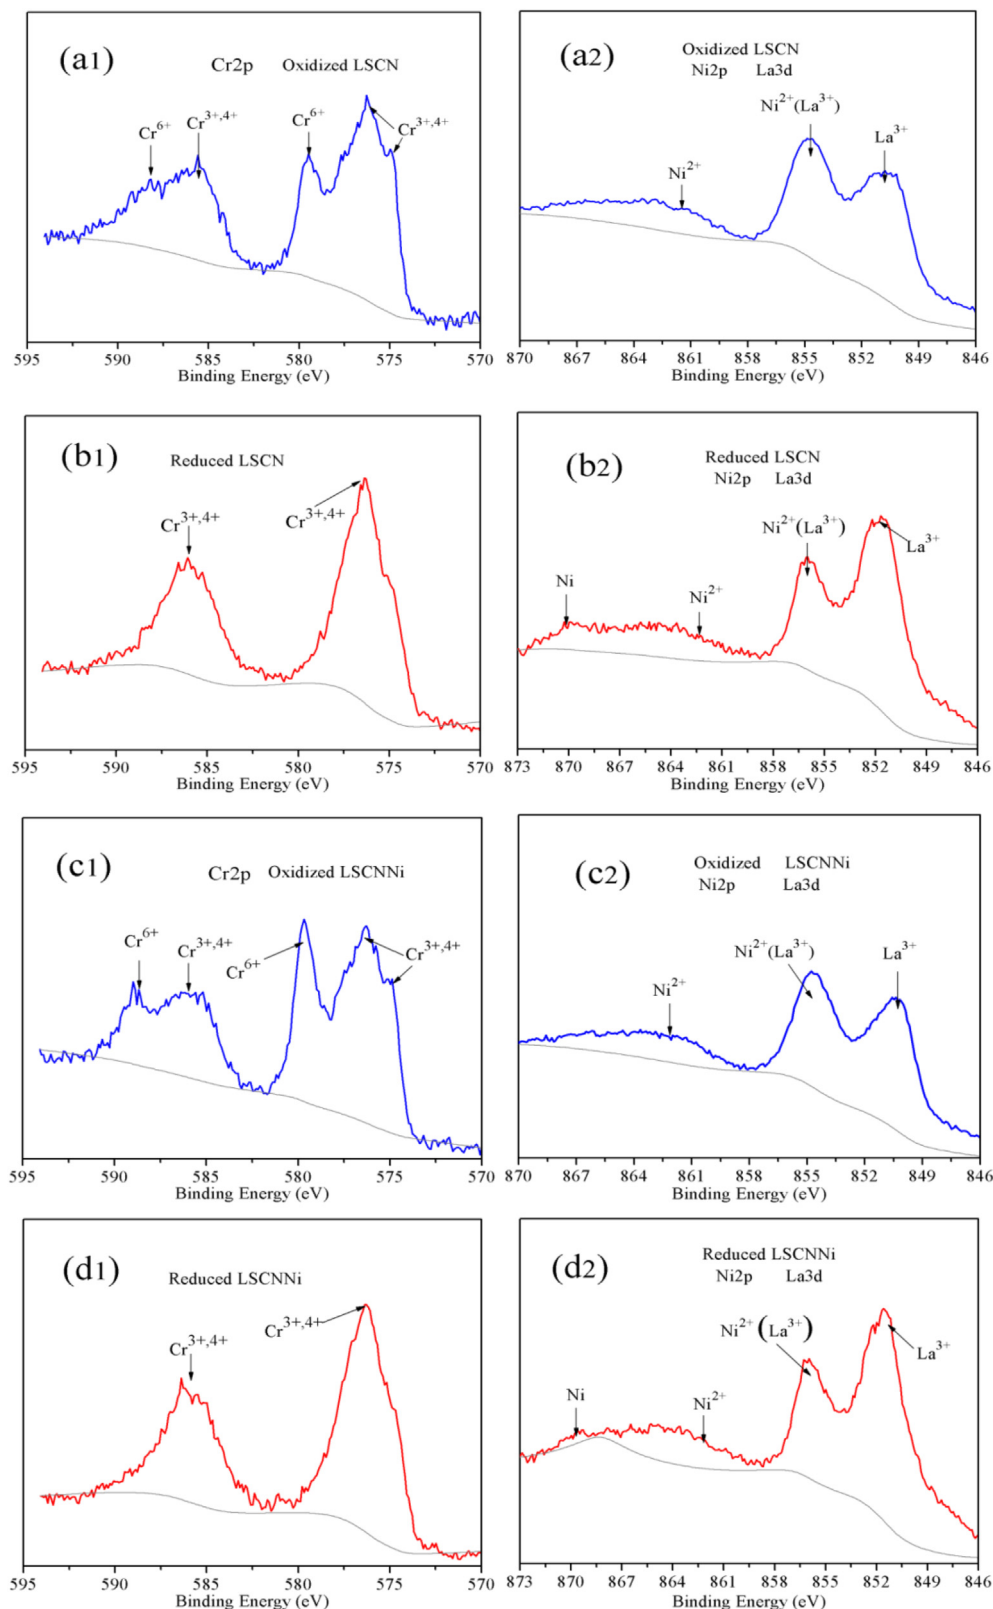 (a1)
Cr2p Oxidized LSCN
Cr6+
Cr3+,4+
Cr6+
Cr3+,4+
595 590 585 580 575 570
Binding Energy (eV)
(a2)
Oxidized LSCN
Ni2p La3d
Ni2+(La3+)
La3+
Ni2+
870 867 864 861 858 855 852 849 846
Binding Energy (eV)
(b1)
Reduced LSCN
Cr3+,4+
Cr3+,4+
595 590 585 580 575 570
Binding Energy (eV)
(b2)
Reduced LSCN
Ni2p La3d
Ni2+(La3+)
La3+
Ni
Ni2+
873 870 867 864 861 858 855 852 849 846
Binding Energy (eV)
(c1)
Cr2p Oxidized LSCNNi
Cr6+
Cr3+,4+
Cr6+
Cr3+,4+
595 590 585 580 575 570
Binding Energy (eV)
(c2)
Oxidized LSCNNi
Ni2p La3d
Ni2+(La3+)
La3+
Ni2+
870 867 864 861 858 855 852 849 846
Binding Energy (eV)
(d1)
Reduced LSCNNi
Cr3+,4+
Cr3+,4+
595 590 585 580 575 570
Binding Energy (eV)
(d2)
Reduced LSCNNi
Ni2p La3d
Ni2+(La3+)
La3+
Ni
Ni2+
873 870 867 864 861 858 855 852 849 846
Binding Energy (eV)